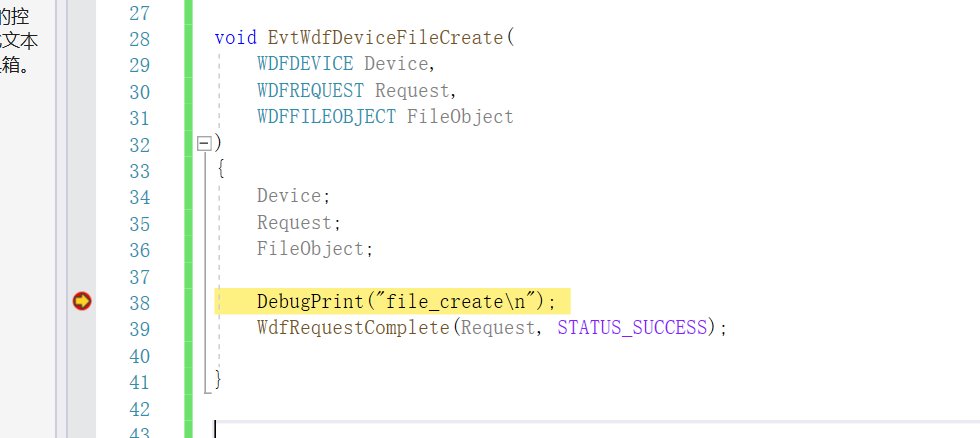 的控
文本
箱。
27
28 void EvtWdfDeviceFileCreate(
29 WDFDEVICE Device,
30 WDFREQUEST Request,
31 WDFFILEOBJECT FileObject
32 )
33 {
34 Device;
35 Request;
36 FileObject;
37
38 DebugPrint("file_create\n");
39 WdfRequestComplete(Request, STATUS_SUCCESS);
40
41 }
42
43